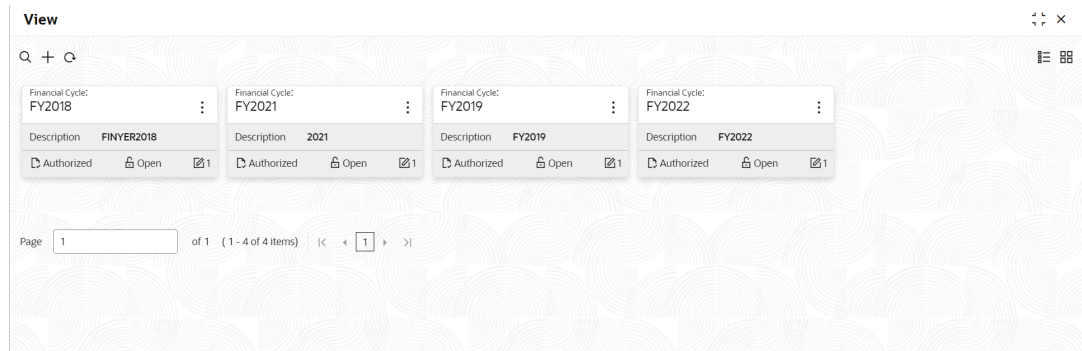 View
Financial Cycle: Financial Cycle: Financial Cycle: Financial Cycle:
FY2018 FY2021 FY2019 FY2022
Description FINYER2018 Description 2021 Description FY2019 Description FY2022
Authorized Open 1 Authorized Open 1 Authorized Open 1 Authorized Open 1
Page 1 of 1 (1 - 4 of 4 items) 1